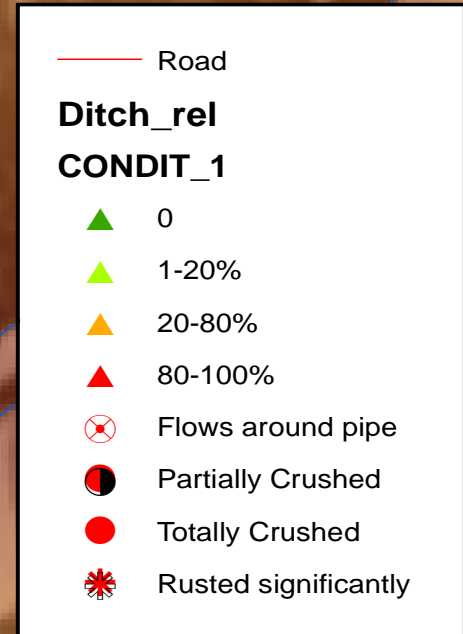 Road
Ditch_rel
CONDIT_1
0
1-20%
20-80%
80-100%
Flows around pipe
Partially Crushed
Totally Crushed
Rusted significantly